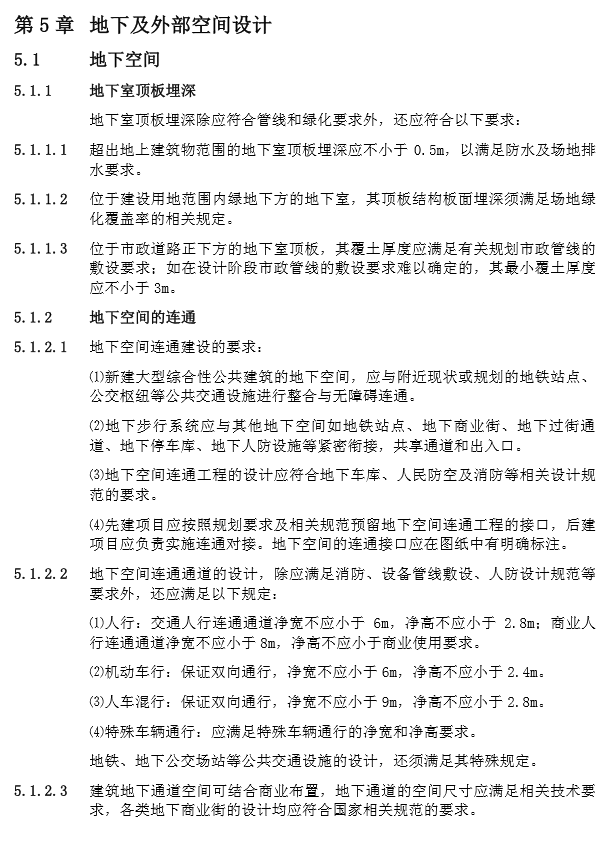 第 5 章 地下及外部空间设计
5.1 地下空间
5.1.1 地下室顶板埋深
地下室顶板埋深除应符合管线和绿化要求外，还应符合以下要求：
5.1.1.1 超出地上建筑物范围的地下室顶板埋深应不小于 0.5m，以满足防水及场地排
水要求。
5.1.1.2 位于建设用地范围内绿地下方的地下室，其顶板结构板面埋深须满足场地绿
化覆盖率的相关规定。
5.1.1.3 位于市政道路正下方的地下室顶板，其覆土厚度应满足有关规划市政管线的
敷设要求；如在设计阶段市政管线的敷设要求难以确定的，其最小覆土厚度
应不小于 3m。
5.1.2 地下空间的连通
5.1.2.1 地下空间连通建设的要求：
⑴新建大型综合性公共建筑的地下空间，应与附近现状或规划的地铁站点、
公交枢纽等公共交通设施进行整合与无障碍连通。
⑵地下步行系统应与其他地下空间如地铁站点、地下商业街、地下过街通
道、地下停车库、地下人防设施等紧密衔接，共享通道和出入口。
⑶地下空间连通工程的设计应符合地下车库、人民防空及消防等相关设计规
范的要求。
⑷先建项目应按照规划要求及相关规范预留地下空间连通工程的接口，后建
项目应负责实施连通对接。地下空间的连通接口应在图纸中有明确标注。
5.1.2.2 地下空间连通通道的设计，除应满足消防、设备管线敷设、人防设计规范等
要求外，还应满足以下规定：
⑴人行：交通人行连通通道净宽不应小于 6m，净高不应小于 2.8m；商业人
行连通通道净宽不应小于 8m，净高不应小于商业使用要求。
⑵机动车行：保证双向通行，净宽不应小于 6m，净高不应小于 2.4m。
⑶人车混行：保证双向通行，净宽不应小于 9m，净高不应小于 2.8m。
⑷特殊车辆通行：应满足特殊车辆通行的净宽和净高要求。
地铁、地下公交场站等公共交通设施的设计，还须满足其特殊规定。
5.1.2.3 建筑地下通道空间可结合商业布置，地下通道的空间尺寸应满足相关技术要
求，各类地下商业街的设计均应符合国家相关规范的要求。